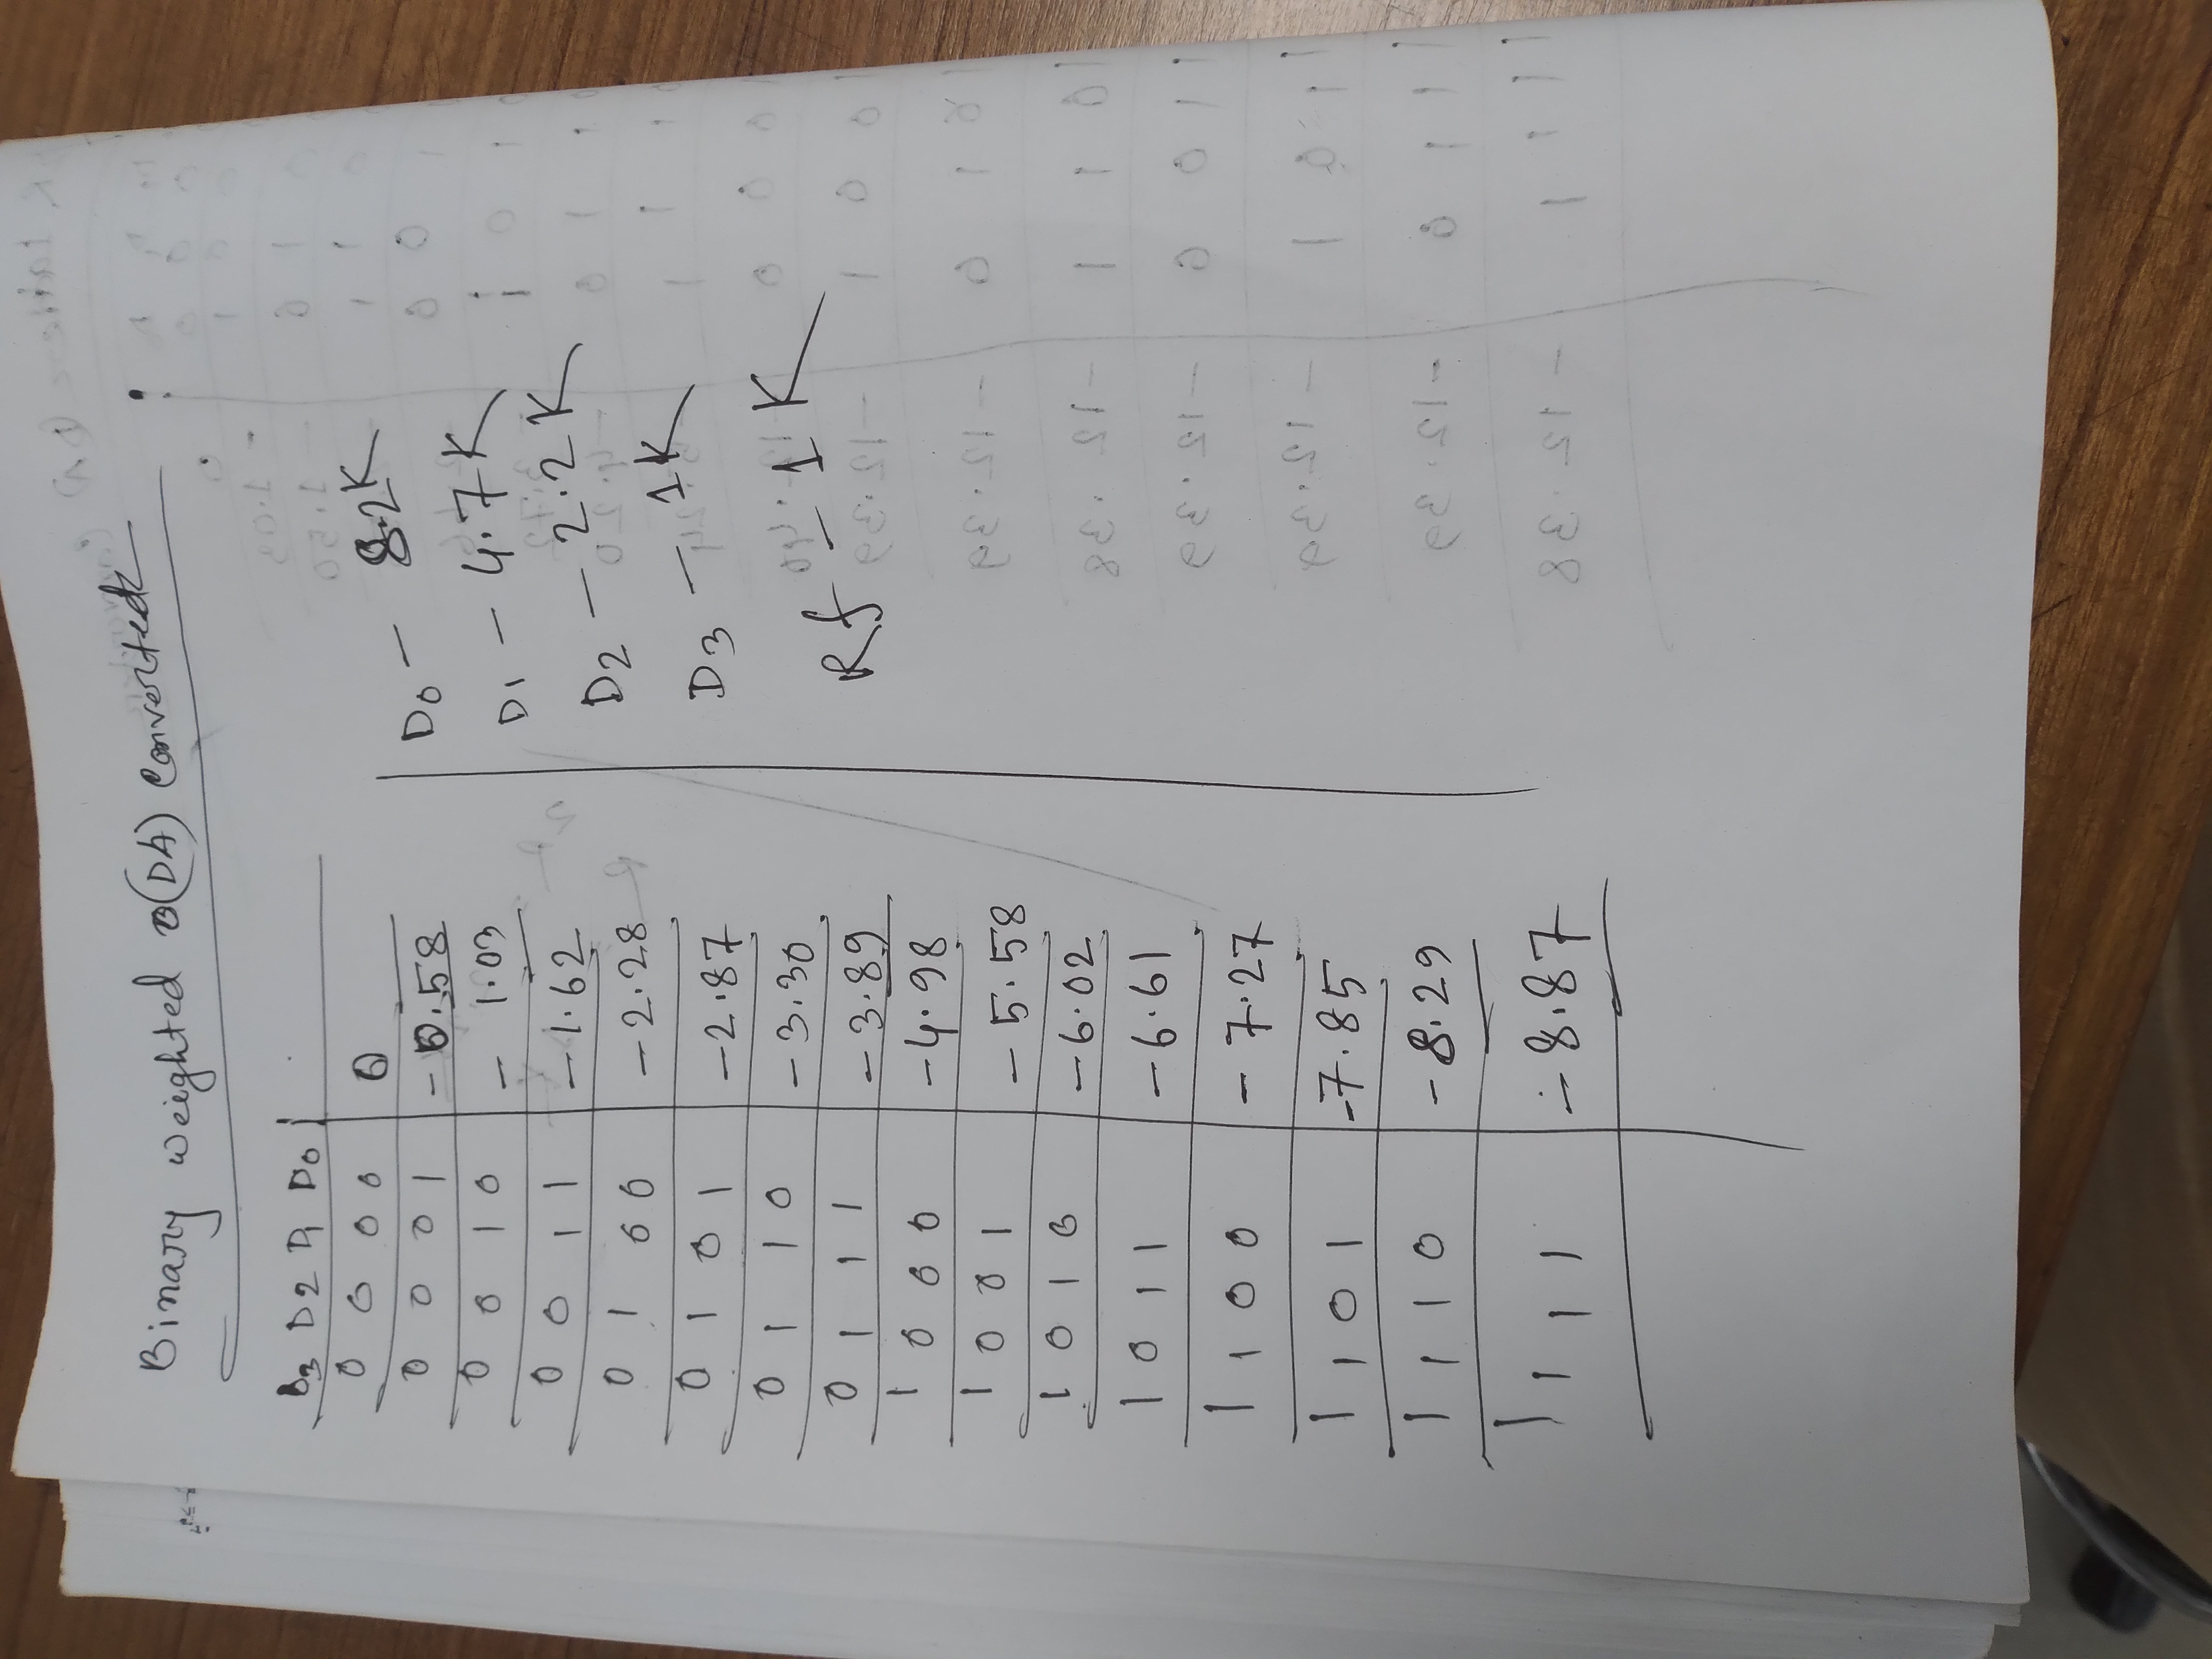 Binary weighted (DA) Converted
D3 D2 D1 D0
0 0 0 0 0
0 0 0 1 -0.58
0 0 1 0 - 1.03
0 0 1 1 -1.62
0 1 0 0 -2.28
0 1 0 1 -2.87
0 1 1 0 -3.30
0 1 1 1 -3.89
1 0 0 0 -4.98
1 0 0 1 -5.58
1 0 1 0 -6.02
1 0 1 1 -6.61
1 1 0 0 -7.27
1 1 0 1 -7.85
1 1 1 0 -8.29
1 1 1 1 -8.87
D0 - 8.2K
D1 - 4.7K
D2 - 2.2K
D3 - 1K
Rf - 1K